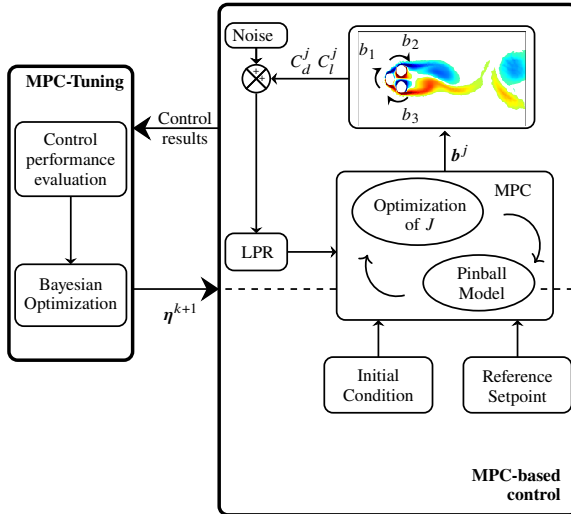 MPC-Tuning
Control
performance
evaluation
Bayesian
Optimization
Control
results
η^{k+1}
Noise
+
+
C_d^j C_l^j
b_1
b_2
b_3
b^j
LPR
Optimization
of J
MPC
Pinball
Model
Initial
Condition
Reference
Setpoint
MPC-based
control